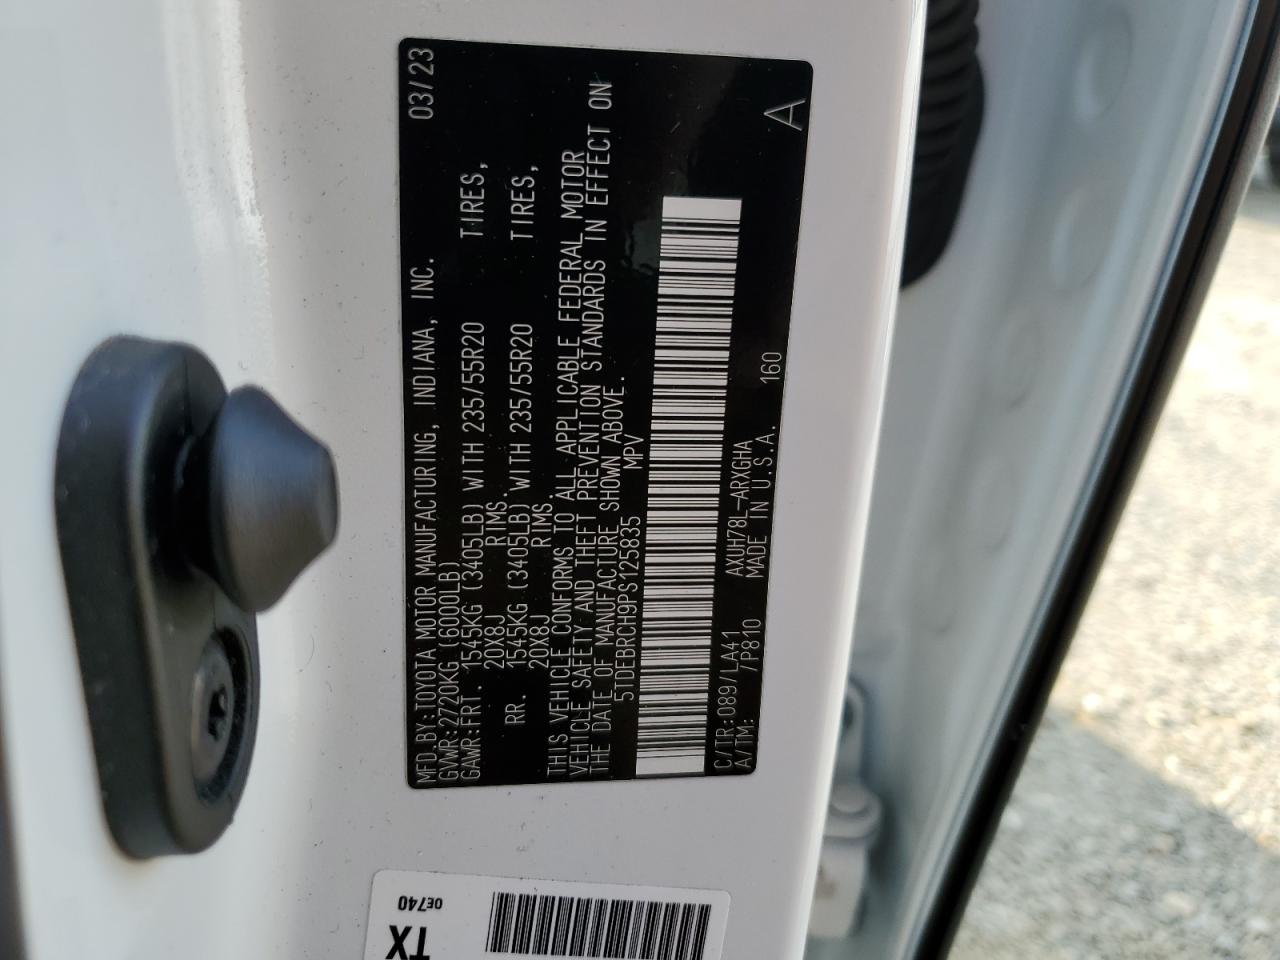 MFD.BY:TOYOTA MOTOR MANUFACTURING, INDIANA, INC. 03/23
GVWR:2720KG (6000LB)
GAWR:FRT. 1545KG (3405LB) WITH 235/55R20 TIRES,
20X8J RIMS.
RR. 1545KG (3405LB) WITH 235/55R20 TIRES,
20X8J RIMS.
THIS VEHICLE CONFORMS TO ALL APPLICABLE FEDERAL MOTOR
VEHICLE SAFETY AND THEFT PREVENTION STANDARDS IN EFFECT ON
THE DATE OF MANUFACTURE SHOWN ABOVE.
5TDEBRCH9PS125835 MPV
C/TR:089/LA41 AXUH78L-ARXGHA
A/TM: /P810 MADE IN U.S.A. 160 A
OE740
TX